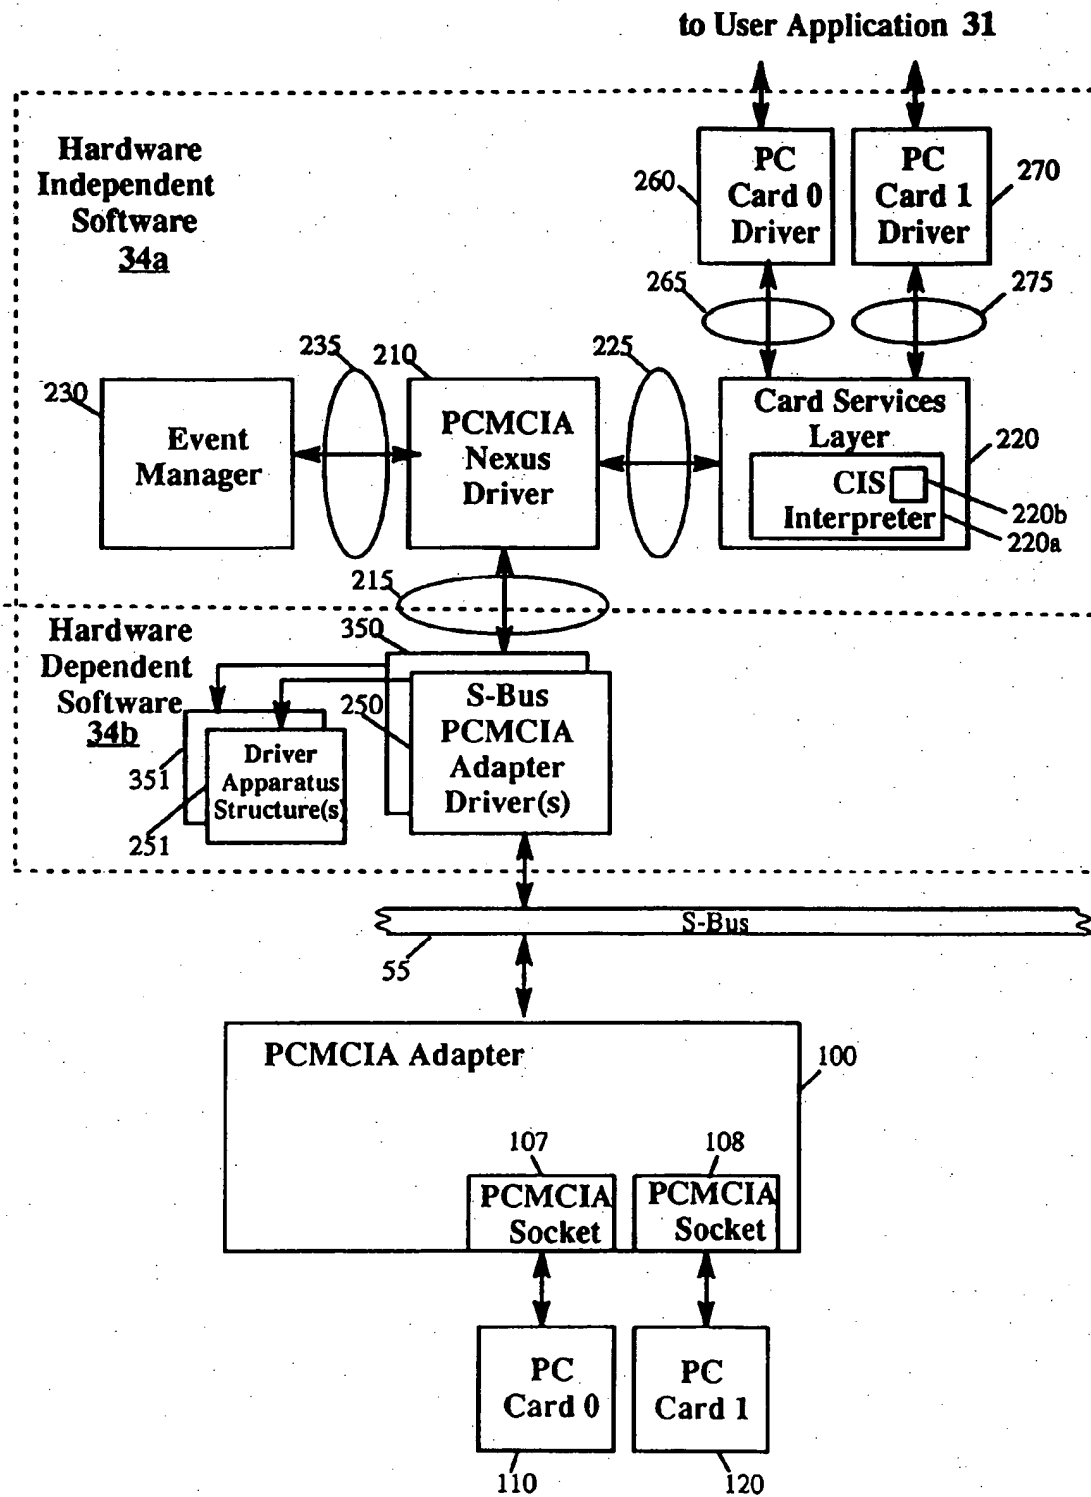 to User Application 31
Hardware
Independent
Software
34a
260
PC
Card 0
Driver
PC
Card 1
Driver
270
265
275
230
Event
Manager
235
210
PCMCIA
Nexus
Driver
225
Card Services
Layer
CIS
Interpreter
220
220b
220a
215
Hardware
Dependent
Software
34b
350
250
S-Bus
PCMCIA
Adapter
Driver(s)
351
251
Driver
Apparatus
Structure(s)
S-Bus
55
PCMCIA Adapter
100
107
108
PCMCIA
Socket
PCMCIA
Socket
PC
Card 0
PC
Card 1
110
120